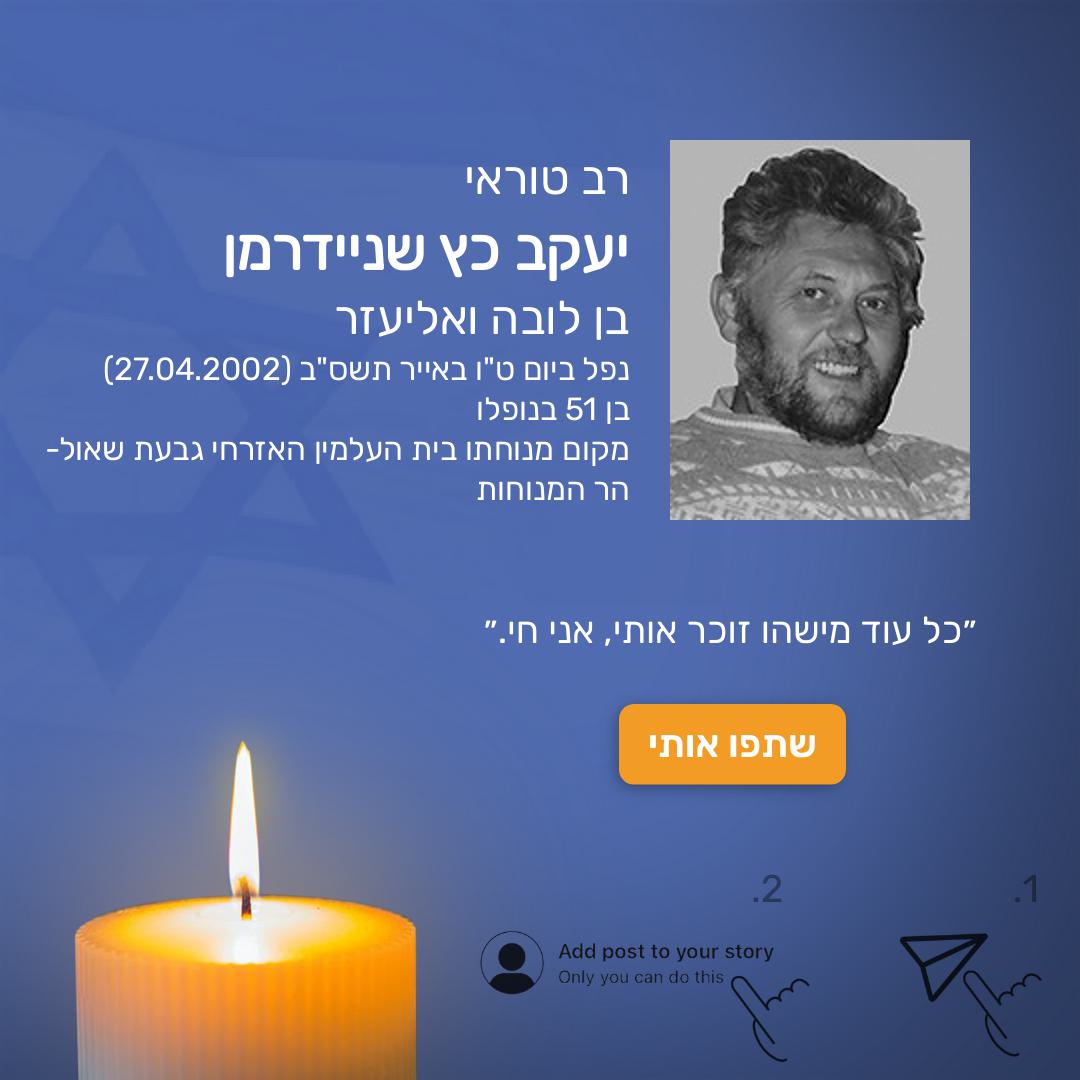 רב טוראי
יעקב כץ שניידרמן
בן לובה ואליעזר
נפל ביום ט"ו באייר תשס"ב (27.04.2002)
בן 51 בנופלו
מקום מנוחתו בית העלמין האזרחי גבעת שאול-
הר המנוחות
״כל עוד מישהו זוכר אותי, אני חי.״
שתפו אותי
.1
.2
Add post to your story
Only you can do this